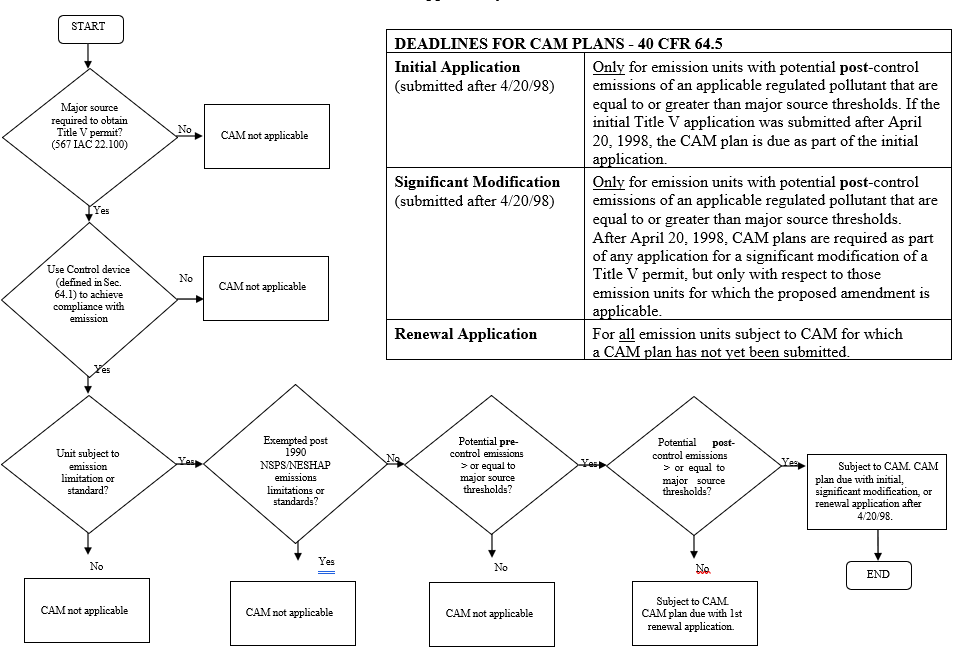 START
DEADLINES FOR CAM PLANS - 40 CFR 64.5
Initial Application
(submitted after 4/20/98)
Only for emission units with potential post-control
emissions of an applicable regulated pollutant that are
equal to or greater than major source thresholds. If the
initial Title V application was submitted after April
20, 1998, the CAM plan is due as part of the initial
application.
Significant Modification
(submitted after 4/20/98)
Only for emission units with potential post-control
emissions of an applicable regulated pollutant that are
equal to or greater than major source thresholds.
After April 20, 1998, CAM plans are required as part
of any application for a significant modification of a
Title V permit, but only with respect to those
emission units for which the proposed amendment is
applicable.
Renewal Application
For all emission units subject to CAM for which
a CAM plan has not yet been submitted.
Major source
required to obtain
Title V permit?
(567 IAC 22.100)
No
CAM not applicable
Yes
Use Control device
(defined in Sec.
64.1) to achieve
compliance with
emission
No
CAM not applicable
Yes
Unit subject to
emission
limitation or
standard?
Yes
No
CAM not applicable
Exempted post
1990
NSPS/NESHAP
emissions
limitations or
standards?
No
Yes
CAM not applicable
Potential pre-
control emissions
> or equal to
major source
thresholds?
Yes
No
CAM not applicable
Potential post-
control emissions
> or equal to
major source
thresholds?
Yes
No
Subject to CAM.
CAM plan due with 1st
renewal application.
Subject to CAM. CAM
plan due with initial,
significant modification, or
renewal application after
4/20/98.
END